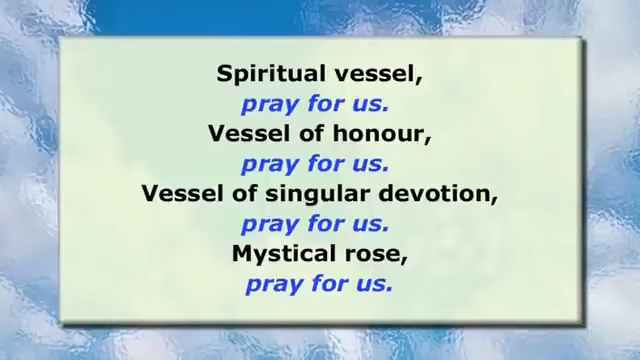 Spiritual vessel,
pray for us.
Vessel of honour,
pray for us.
Vessel of singular devotion,
pray for us.
Mystical rose,
pray for us.